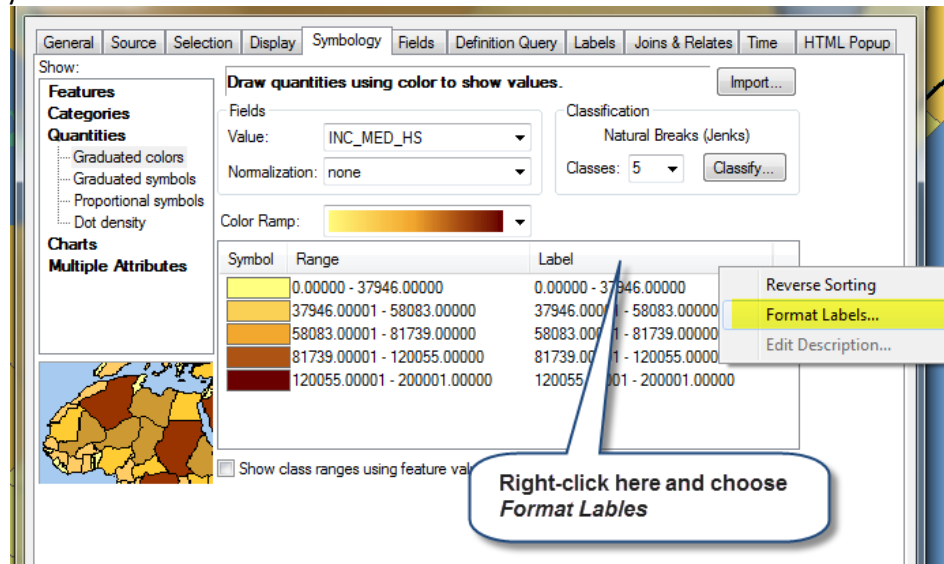 General Source Selection Display Symbology Fields Definition Query Labels Joins & Relates Time HTML Popup
Show:
Features
Categories
Quantities
Graduated colors
Graduated symbols
Proportional symbols
Dot density
Charts
Multiple Attributes
Draw quantities using color to show values.
Import...
Fields
Value: INC_MED_HS
Normalization: none
Classification
Natural Breaks (Jenks)
Classes: 5 Classify...
Color Ramp:
Symbol Range Label
0.00000 - 37946.00000 0.00000 - 37946.00000
37946.00001 - 58083.00000 37946.00001 - 58083.00000
58083.00001 - 81739.00000 58083.00001 - 81739.00000
81739.00001 - 120055.00000 81739.00001 - 120055.00000
120055.00001 - 200001.00000 120055.00001 - 200001.00000
Reverse Sorting
Format Labels...
Edit Description...
Show class ranges using feature val
Right-click here and choose
Format Lables